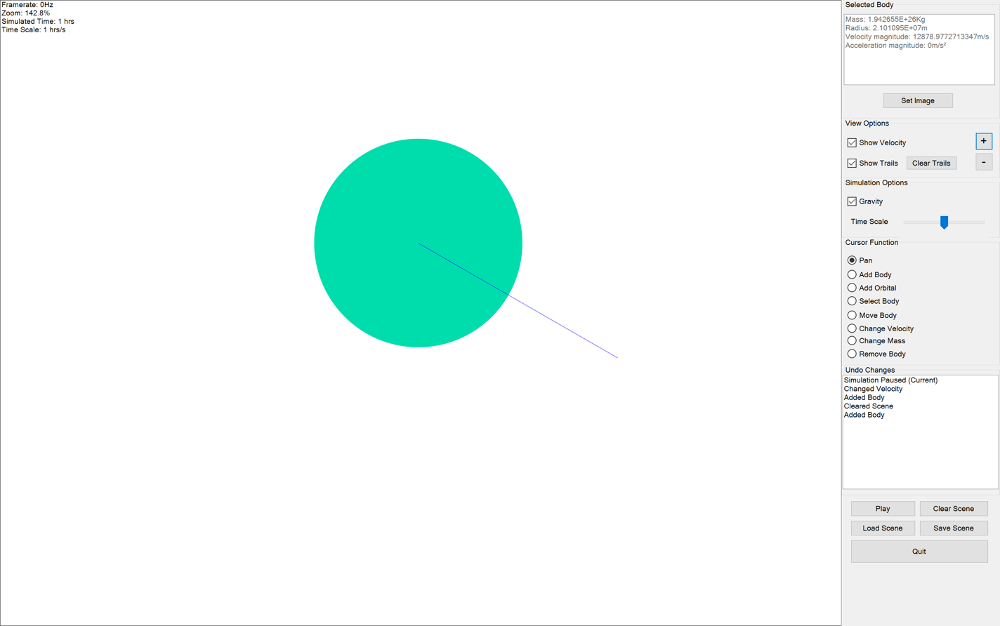 Framerate: 0Hz
Zoom: 142.8%
Simulated Time: 1 hrs
Time Scale: 1 hrs/s
Selected Body
Mass: 1.942655E+26Kg
Radius: 2.101095E+07m
Velocity magnitude: 12878.9772713347m/s
Acceleration magnitude: 0m/s²
Set Image
View Options
Show Velocity
+
Show Trails
Clear Trails
-
Simulation Options
Gravity
Time Scale
Cursor Function
Pan
Add Body
Add Orbital
Select Body
Move Body
Change Velocity
Change Mass
Remove Body
Undo Changes
Simulation Paused (Current)
Changed Velocity
Added Body
Cleared Scene
Added Body
Play
Clear Scene
Load Scene
Save Scene
Quit